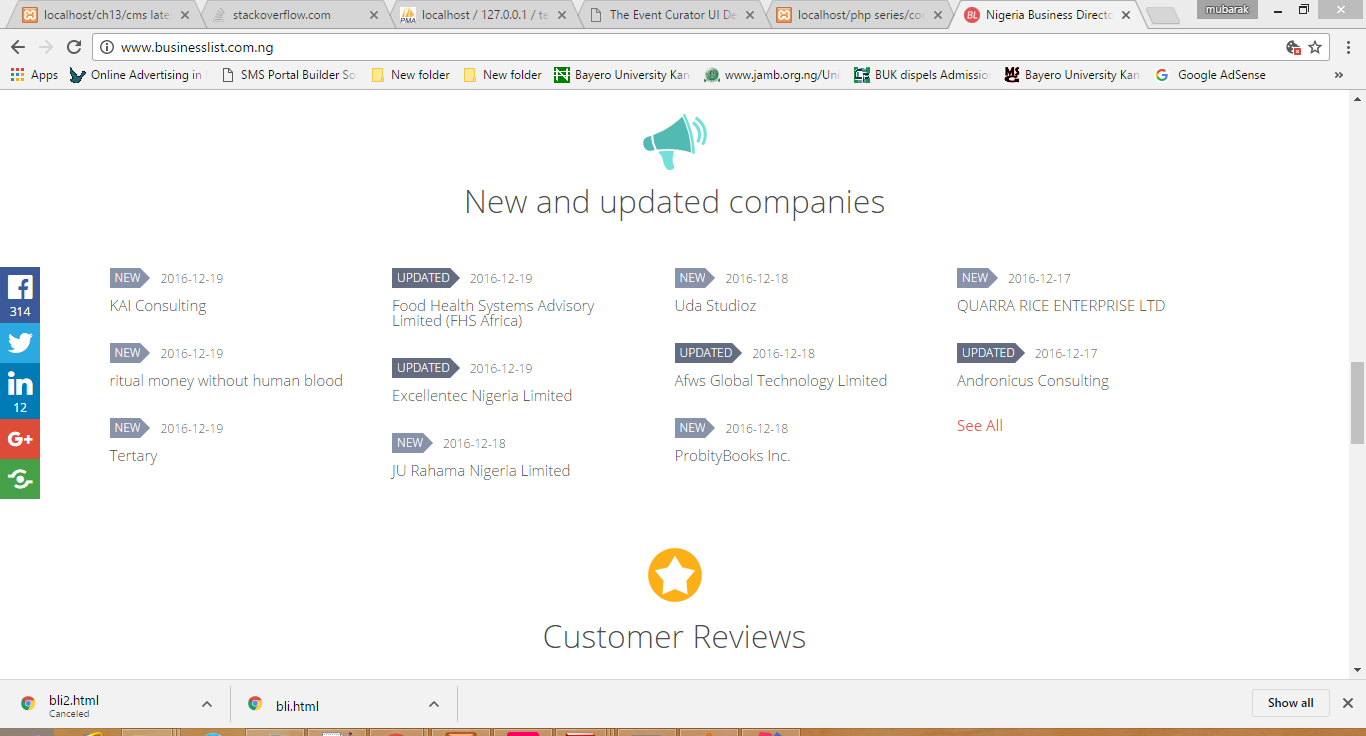 localhost/ch13/cms late
stackoverflow.com
PMA
localhost / 127.0.0.1 / te
The Event Curator UI De
localhost/php series/co
BL
Nigeria Business Directo
mubarak
www.businesslist.com.ng
Apps
Online Advertising in
SMS Portal Builder So
New folder
New folder
Bayero University Kan
www.jamb.org.ng/Uni
BUK dispels Admissio
Bayero University Kan
Google AdSense
»
New and updated companies
NEW 2016-12-19
KAI Consulting
NEW 2016-12-19
ritual money without human blood
NEW 2016-12-19
Tertary
UPDATED 2016-12-19
Food Health Systems Advisory
Limited (FHS Africa)
UPDATED 2016-12-19
Excellentec Nigeria Limited
NEW 2016-12-18
JU Rahama Nigeria Limited
NEW 2016-12-18
Uda Studioz
UPDATED 2016-12-18
Afws Global Technology Limited
NEW 2016-12-18
ProbityBooks Inc.
NEW 2016-12-17
QUARRA RICE ENTERPRISE LTD
UPDATED 2016-12-17
Andronicus Consulting
See All
314
in
12
G+
Customer Reviews
bli2.html
Canceled
bli.html
Show all